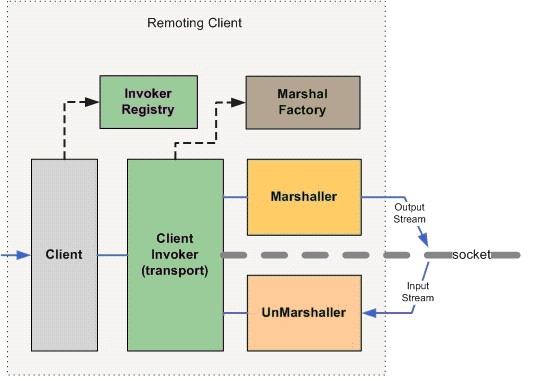 Remoting Client
Invoker
Registry
Marshal
Factory
Client
Client
Invoker
(transport)
Marshaller
Output
Stream
socket
Input
Stream
UnMarshaller